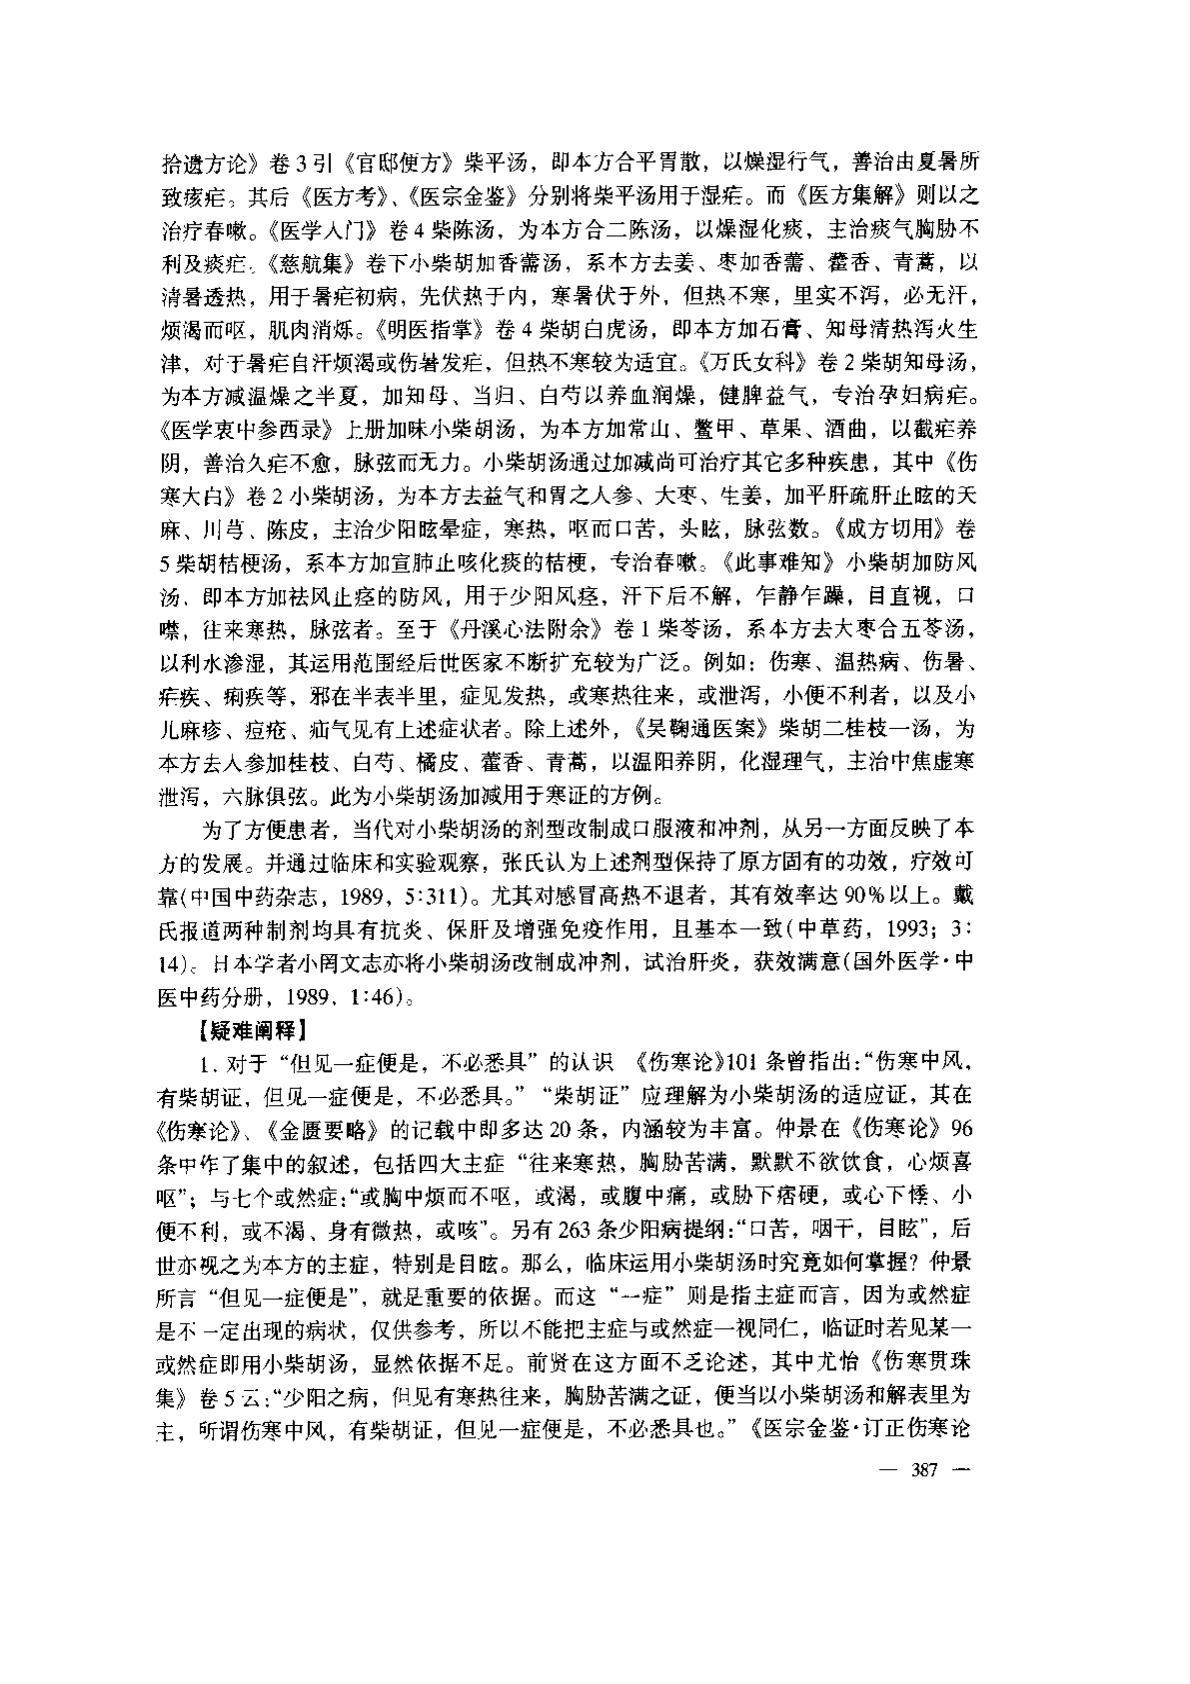 拾遗方论》卷3引《官邸便方》柴平汤，即本方合平胃散，以燥湿行气，善治由夏暑所
致痎疟。其后《医方考》、《医宗金鉴》分别将柴平汤用于湿疟。而《医方集解》则以之
治疗春嗽。《医学入门》卷4柴陈汤，为本方合二陈汤，以燥湿化痰，主治痰气胸胁不
利及痰疟。《慈航集》卷下小柴胡加香薷汤，系本方去姜、枣加香薷、藿香、青蒿，以
清暑透热，用于暑疟初病，先伏热于内，寒暑伏于外，但热不寒，里实不泻，必无汗，
烦渴而呕，肌肉消烁。《明医指掌》卷4柴胡白虎汤，即本方加石膏、知母清热泻火生
津，对于暑疟自汗烦渴或伤暑发疟，但热不寒较为适宜。《万氏女科》卷2柴胡知母汤，
为本方减温燥之半夏，加知母、当归、白芍以养血润燥，健脾益气，专治孕妇病疟。
《医学衷中参西录》上册加味小柴胡汤，为本方加常山、鳖甲、草果、酒曲，以截疟养
阴，善治久疟不愈，脉弦而无力。小柴胡汤通过加减尚可治疗其它多种疾患，其中《伤
寒大白》卷2小柴胡汤，为本方去益气和胃之人参、大枣、生姜，加平肝疏肝止眩的天
麻、川芎、陈皮，主治少阳眩晕症，寒热，呕而口苦，头眩，脉弦数。《成方切用》卷
5柴胡桔梗汤，系本方加宣肺止咳化痰的桔梗，专治春嗽。《此事难知》小柴胡加防风
汤，即本方加祛风止痉的防风，用于少阳风痉，汗下后不解，乍静乍躁，目直视，口
噤，往来寒热，脉弦者。至于《丹溪心法附余》卷1柴苓汤，系本方去大枣合五苓汤，
以利水渗湿，其运用范围经后世医家不断扩充较为广泛。例如：伤寒、温热病、伤暑、
疟疾、痢疾等，邪在半表半里，症见发热，或寒热往来，或泄泻，小便不利者，以及小
儿麻疹、痘疮、疝气见有上述症状者。除上述外，《吴鞠通医案》柴胡二桂枝一汤，为
本方去人参加桂枝、白芍、橘皮、藿香、青蒿，以温阳养阴，化湿理气，主治中焦虚寒
泄泻，六脉俱弦。此为小柴胡汤加减用于寒证的方例。
为了方便患者，当代对小柴胡汤的剂型改制成口服液和冲剂，从另一方面反映了本
方的发展。并通过临床和实验观察，张氏认为上述剂型保持了原方固有的功效，疗效可
靠(中国中药杂志，1989，5:311)。尤其对感冒高热不退者，其有效率达90%以上。戴
氏报道两种制剂均具有抗炎、保肝及增强免疫作用，且基本一致(中草药，1993；3:
14)。日本学者小岡文志亦将小柴胡汤改制成冲剂，试治肝炎，获效满意(国外医学·中
医中药分册，1989，1:46)。
【疑难阐释】
1. 对于“但见一症便是，不必悉具”的认识 《伤寒论》101条曾指出：“伤寒中风，
有柴胡证，但见一症便是，不必悉具。”“柴胡证”应理解为小柴胡汤的适应证，其在
《伤寒论》、《金匮要略》的记载中即多达20条，内涵较为丰富。仲景在《伤寒论》96
条中作了集中的叙述，包括四大主症“往来寒热，胸胁苦满，默默不欲饮食，心烦喜
呕”；与七个或然症：“或胸中烦而不呕，或渴，或腹中痛，或胁下痞硬，或心下悸、小
便不利，或不渴、身有微热，或咳”。另有263条少阳病提纲：“口苦，咽干，目眩”，后
世亦视之为本方的主症，特别是目眩。那么，临床运用小柴胡汤时究竟如何掌握？仲景
所言“但见一症便是”，就是重要的依据。而这“一症”则是指主症而言，因为或然症
是不一定出现的病状，仅供参考，所以不能把主症与或然症一视同仁，临证时若见某一
或然症即用小柴胡汤，显然依据不足。前贤在这方面不乏论述，其中尤怡《伤寒贯珠
集》卷5云：“少阳之病，但见有寒热往来，胸胁苦满之证，便当以小柴胡汤和解表里为
主，所谓伤寒中风，有柴胡证，但见一症便是，不必悉具也。”《医宗金鉴·订正伤寒论
— 387 —